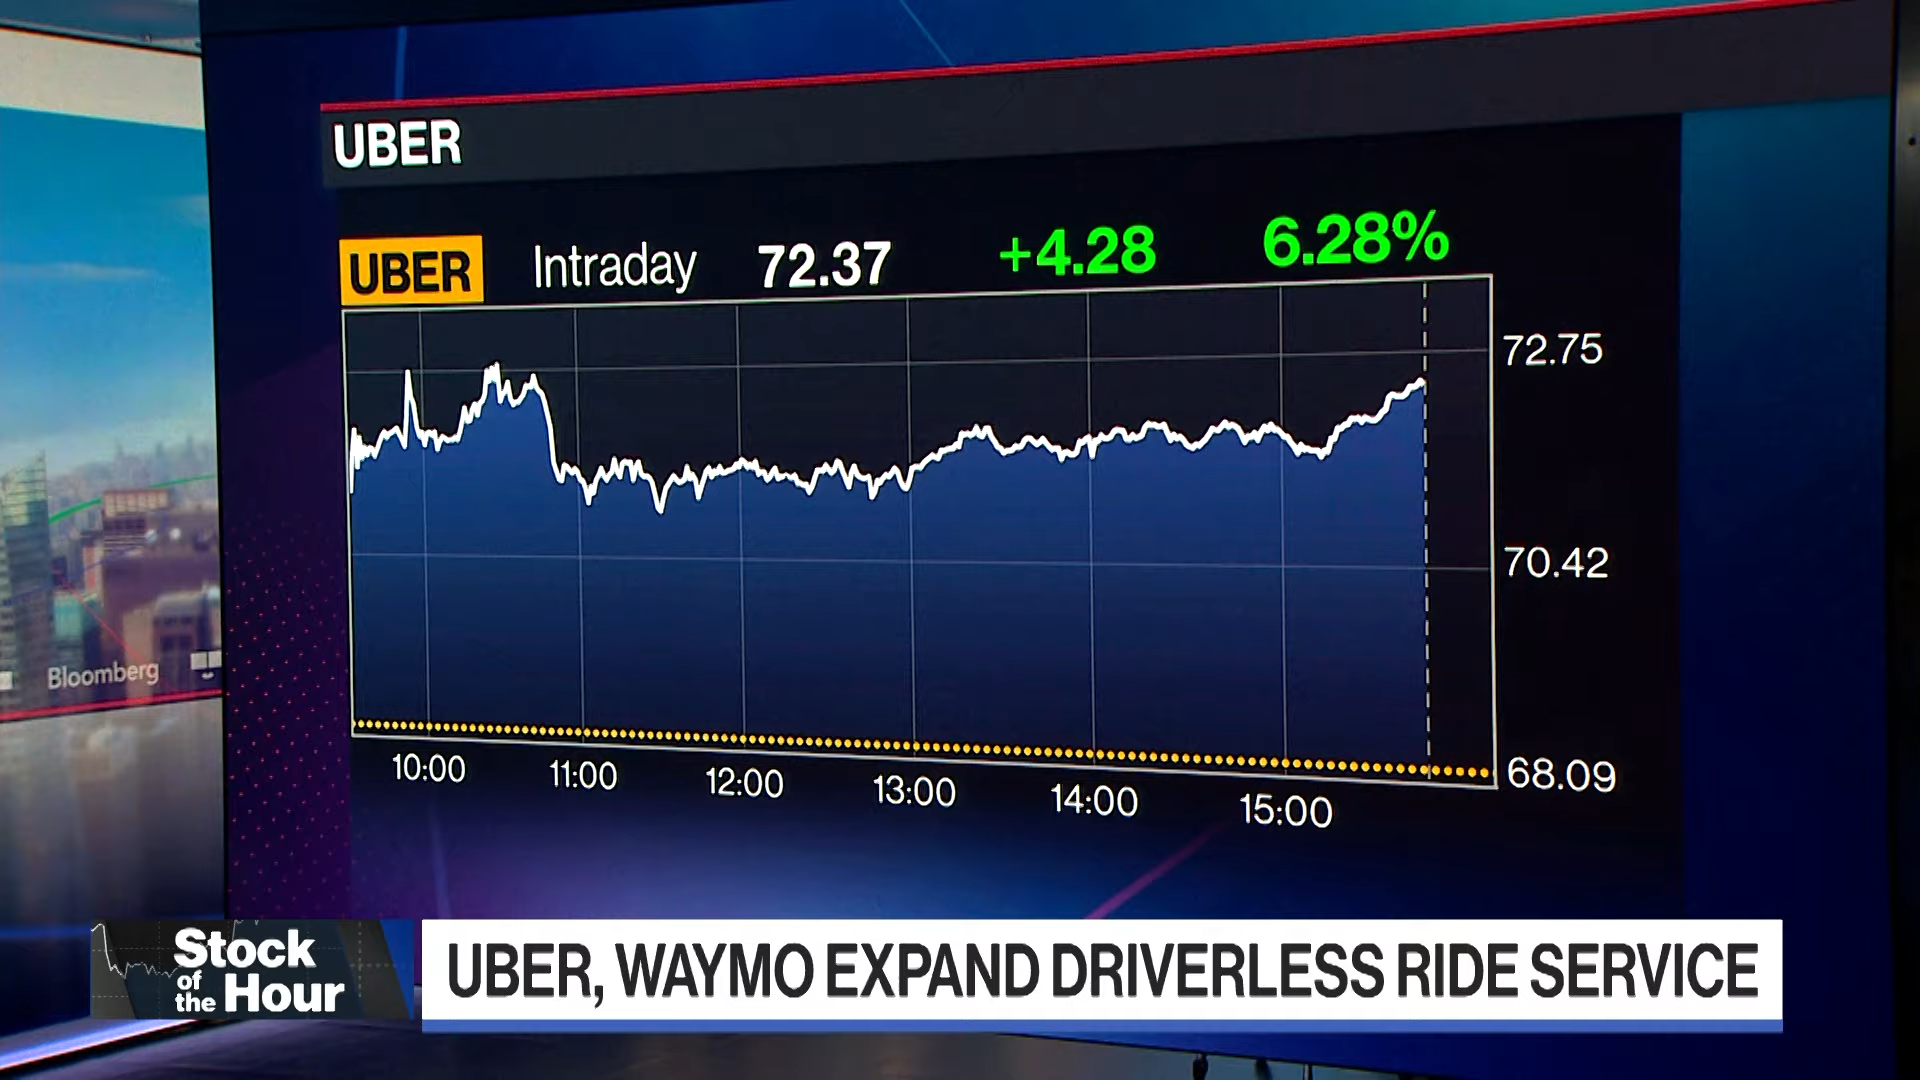 UBER
UBER Intraday 72.37 +4.28 6.28%
72.75
70.42
68.09
10:00 11:00 12:00 13:00 14:00 15:00
Bloomberg
Stock
of
the Hour
UBER, WAYMO EXPAND DRIVERLESS RIDE SERVICE